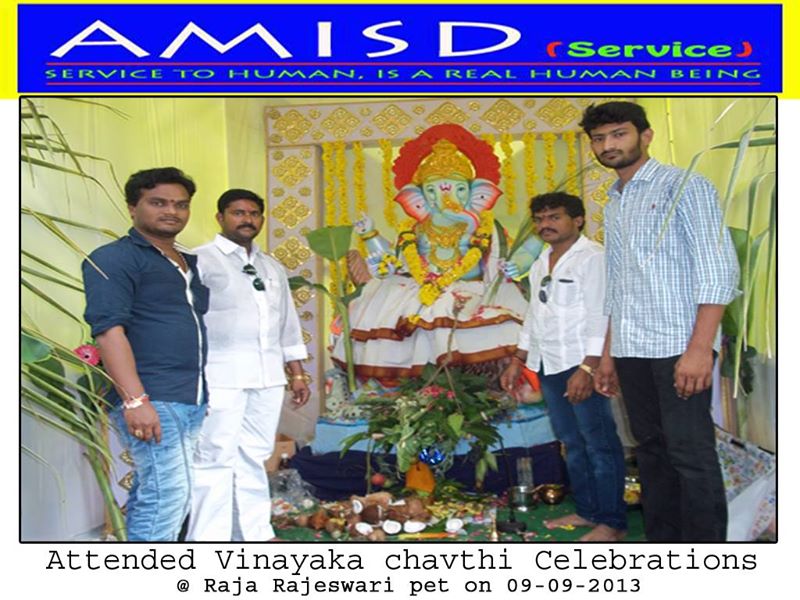 AMISD (Service)
SERVICE TO HUMAN, IS A REAL HUMAN BEING
Attended Vinayaka chavthi Celebrations
@ Raja Rajeswari pet on 09-09-2013